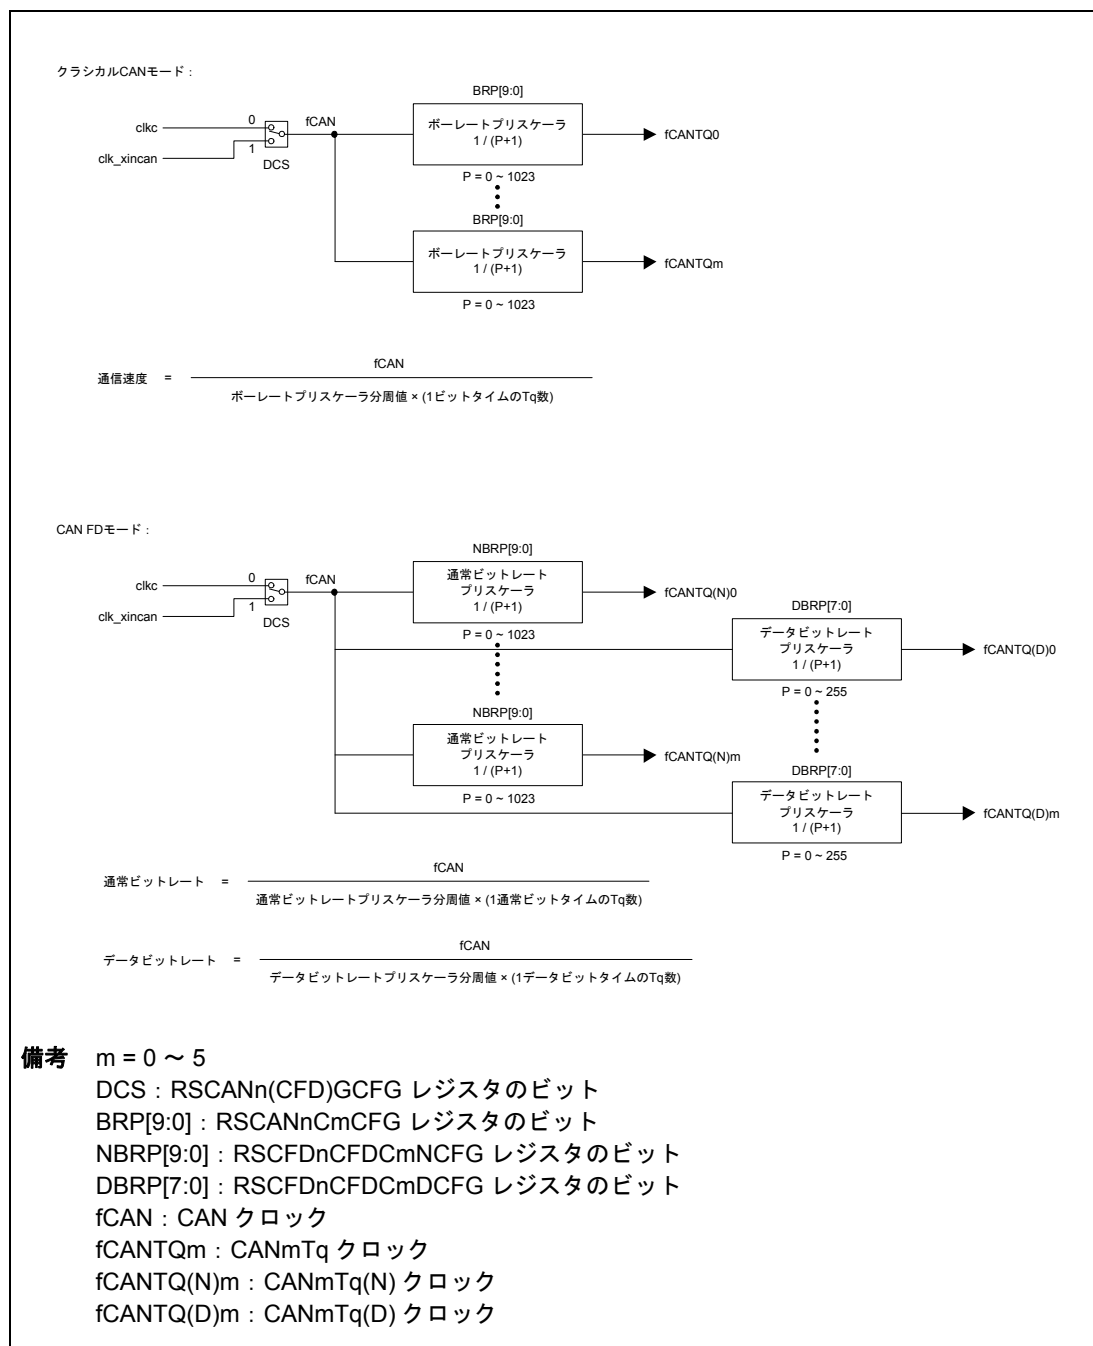 クラシカルCANモード：
BRP[9:0]
clkc
0
fCAN
ボーレートプリスケーラ
1 / (P+1)
fCANTQ0
clk_xincan
1
DCS
P = 0 ~ 1023
BRP[9:0]
ボーレートプリスケーラ
1 / (P+1)
fCANTQm
P = 0 ~ 1023
通信速度 =
fCAN
ボーレートプリスケーラ分周値 × (1ビットタイムのTq数)
CAN FDモード：
NBRP[9:0]
clkc
0
fCAN
通常ビットレート
プリスケーラ
1 / (P+1)
fCANTQ(N)0
clk_xincan
1
DCS
P = 0 ~ 1023
DBRP[7:0]
データビットレート
プリスケーラ
1 / (P+1)
fCANTQ(D)0
P = 0 ~ 255
NBRP[9:0]
通常ビットレート
プリスケーラ
1 / (P+1)
fCANTQ(N)m
P = 0 ~ 1023
DBRP[7:0]
データビットレート
プリスケーラ
1 / (P+1)
fCANTQ(D)m
P = 0 ~ 255
通常ビットレート =
fCAN
通常ビットレートプリスケーラ分周値 × (1通常ビットタイムのTq数)
データビットレート =
fCAN
データビットレートプリスケーラ分周値 × (1データビットタイムのTq数)
備考 m = 0 ～ 5
DCS：RSCANn(CFD)GCFG レジスタのビット
BRP[9:0]：RSCANnCmCFG レジスタのビット
NBRP[9:0]：RSCFDnCFDCmNCFG レジスタのビット
DBRP[7:0]：RSCFDnCFDCmDCFG レジスタのビット
fCAN：CAN クロック
fCANTQm：CANmTq クロック
fCANTQ(N)m：CANmTq(N) クロック
fCANTQ(D)m：CANmTq(D) クロック